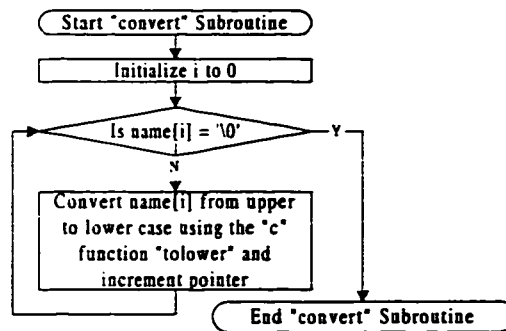 Start "convert" Subroutine
Initialize i to 0
Is name[i] = '\0'
Y
N
Convert name[i] from upper
to lower case using the "c"
function "tolower" and
increment pointer
End "convert" Subroutine